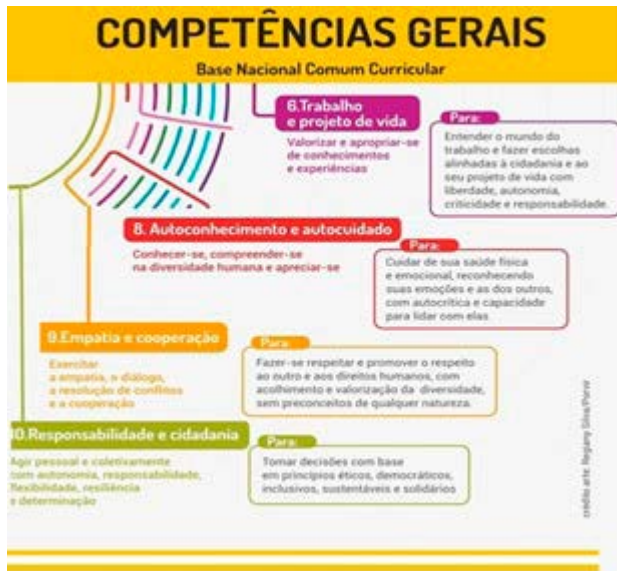 COMPETÊNCIAS GERAIS
Base Nacional Comum Curricular
6.Trabalho
e projeto de vida
Valorizar e apropriar-se
de conhecimentos
e experiências
Para:
Entender o mundo do
trabalho e fazer escolhas
alinhadas à cidadania e ao
seu projeto de vida com
liberdade, autonomia,
criticidade e responsabilidade.
8. Autoconhecimento e autocuidado
Conhecer-se, compreender-se
na diversidade humana e apreciar-se
Para:
Cuidar de sua saúde física
e emocional, reconhecendo
suas emoções e as dos outros,
com autocrítica e capacidade
para lidar com elas
9.Empatia e cooperação
Exercitar
a empatia, o diálogo,
a resolução de conflitos
e a cooperação
Para:
Fazer-se respeitar e promover o respeito
ao outro e aos direitos humanos, com
acolhimento e valorização da diversidade,
sem preconceitos de qualquer natureza.
10.Responsabilidade e cidadania
Agir pessoal e coletivamente
com autonomia, responsabilidade,
flexibilidade, resiliência
e determinação
Para:
Tomar decisões com base
em princípios éticos, democráticos,
inclusivos, sustentáveis e solidários
crédito arte: Regany Silva/Porvir